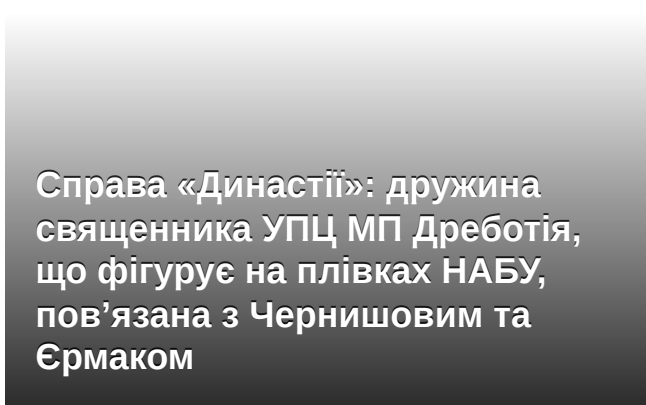 Справа «Династії»: дружина
священника УПЦ МП Дреботія,
що фігурує на плівках НАБУ,
пов’язана з Чернишовим та
Єрмаком